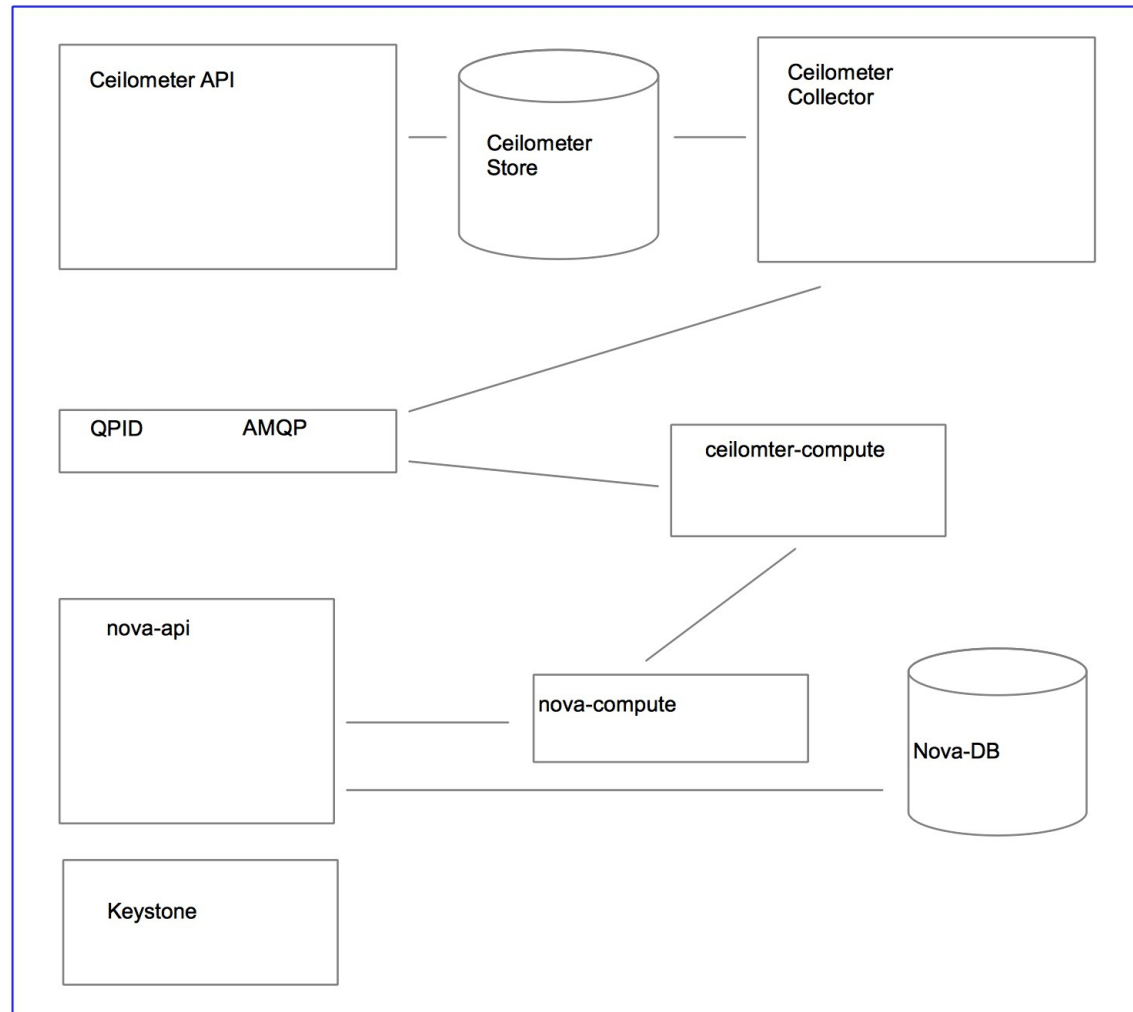 Ceilometer API
Ceilometer
Store
Ceilometer
Collector
QPID AMQP
ceilomter-compute
nova-api
nova-compute
Nova-DB
Keystone